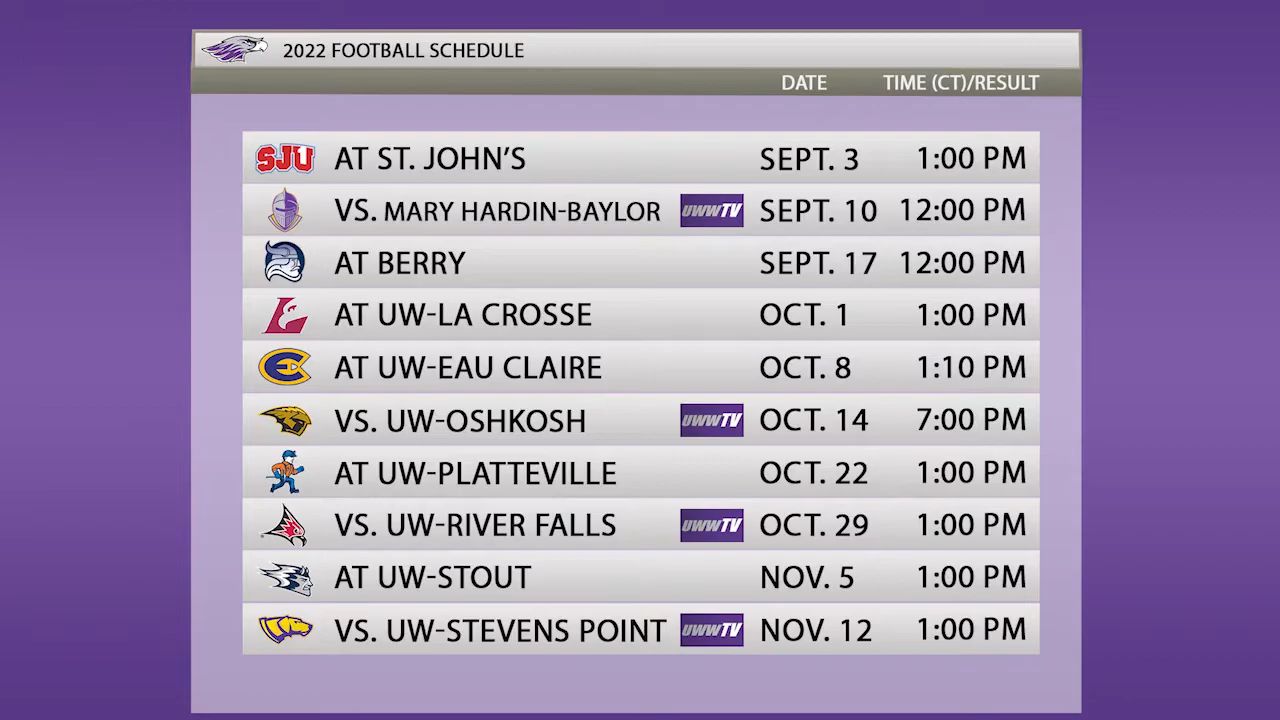 2022 FOOTBALL SCHEDULE
DATE TIME (CT)/RESULT
SJU AT ST. JOHN'S SEPT. 3 1:00 PM
VS. MARY HARDIN-BAYLOR UWWTV SEPT. 10 12:00 PM
AT BERRY SEPT. 17 12:00 PM
L AT UW-LA CROSSE OCT. 1 1:00 PM
EC AT UW-EAU CLAIRE OCT. 8 1:10 PM
VS. UW-OSHKOSH UWWTV OCT. 14 7:00 PM
AT UW-PLATTEVILLE OCT. 22 1:00 PM
VS. UW-RIVER FALLS UWWTV OCT. 29 1:00 PM
AT UW-STOUT NOV. 5 1:00 PM
VS. UW-STEVENS POINT UWWTV NOV. 12 1:00 PM